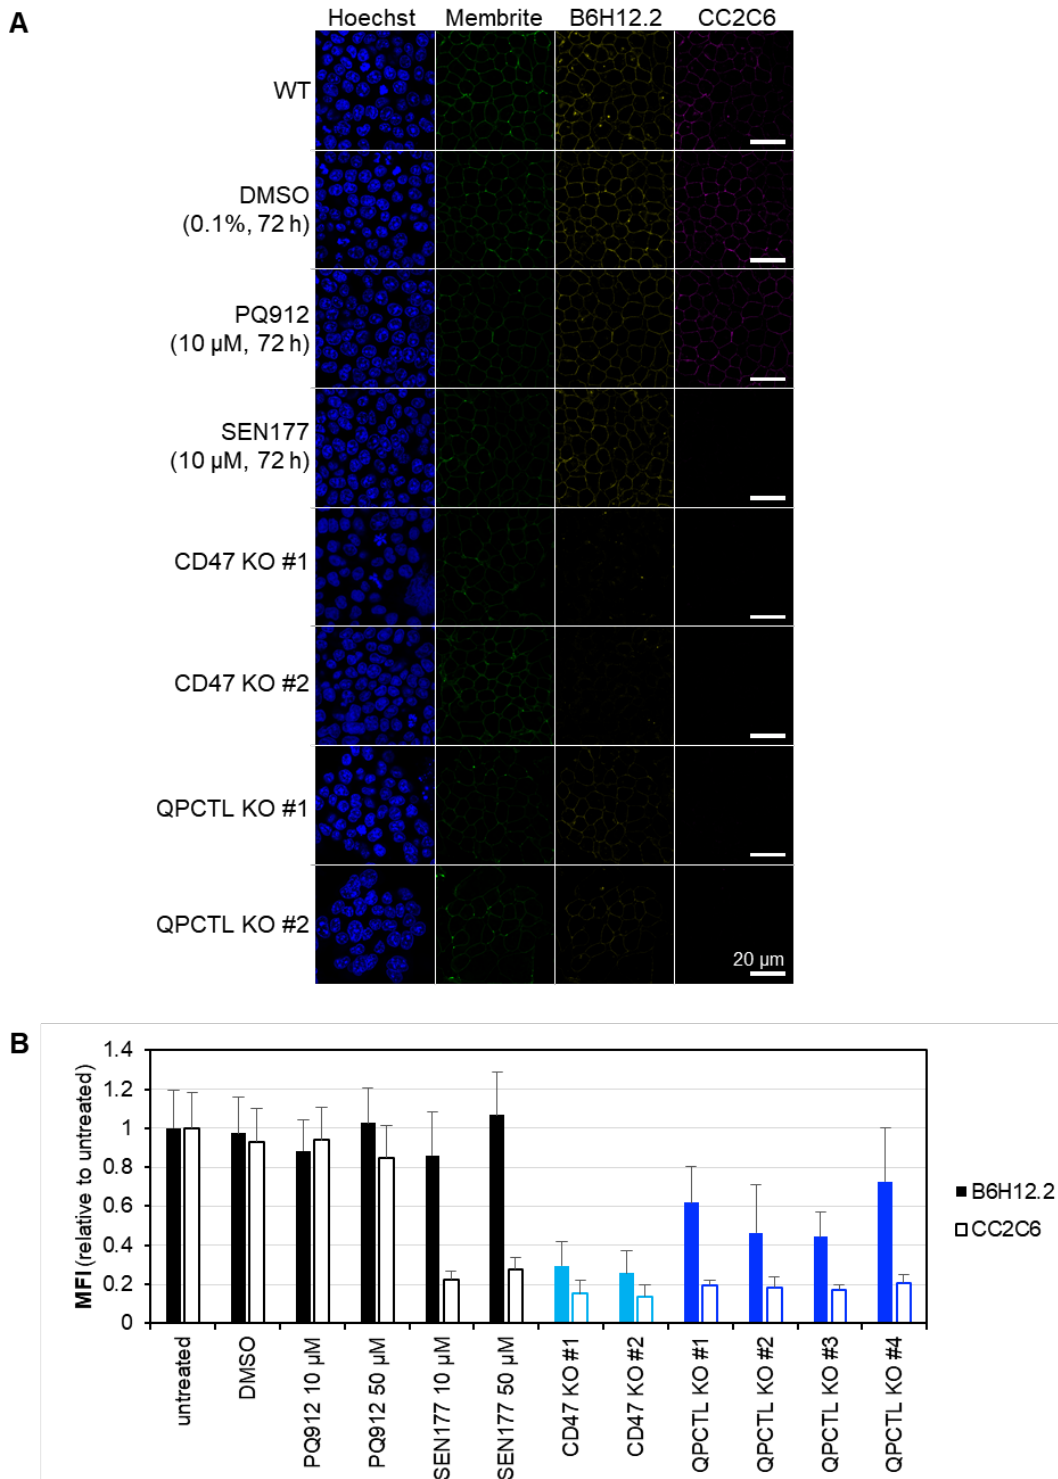 A
Hoechst Membrite B6H12.2 CC2C6
WT
DMSO
(0.1%, 72 h)
PQ912
(10 µM, 72 h)
SEN177
(10 µM, 72 h)
CD47 KO #1
CD47 KO #2
QPCTL KO #1
QPCTL KO #2
20 µm
B
MFI (relative to untreated)
1.4
1.2
1
0.8
0.6
0.4
0.2
0
untreated
DMSO
PQ912 10 µM
PQ912 50 µM
SEN177 10 µM
SEN177 50 µM
CD47 KO #1
CD47 KO #2
QPCTL KO #1
QPCTL KO #2
QPCTL KO #3
QPCTL KO #4
B6H12.2
CC2C6